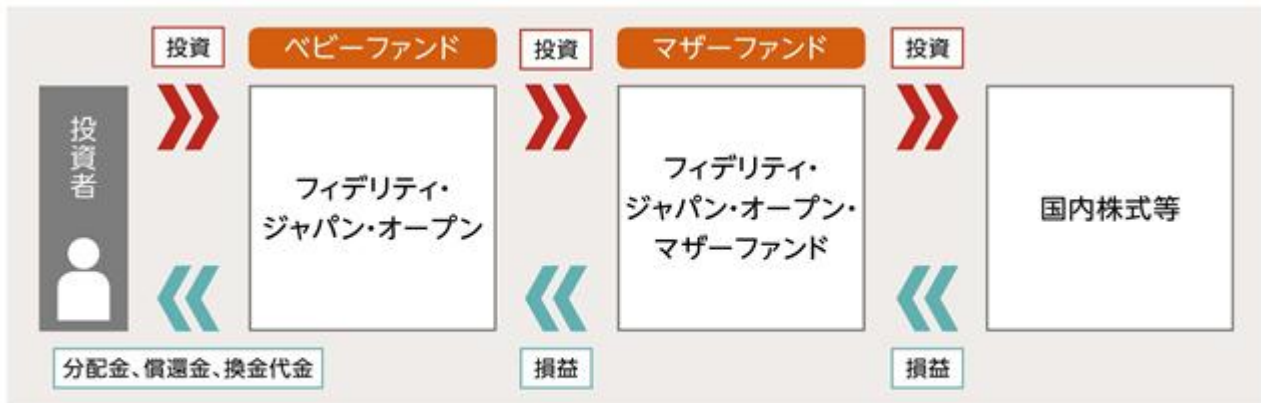 投資
ベビーファンド
投資
マザーファンド
投資
投資者
フィデリティ・
ジャパン・オープン
フィデリティ・
ジャパン・オープン・
マザーファンド
国内株式等
分配金、償還金、換金代金
損益
損益